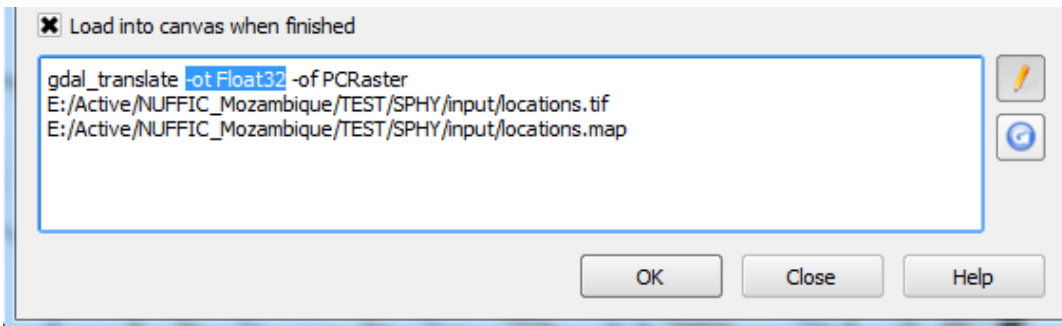 Load into canvas when finished
gdal_translate -ot Float32 -of PCRaster
E:/Active/NUFFIC_Mozambique/TEST/SPHY/input/locations.tif
E:/Active/NUFFIC_Mozambique/TEST/SPHY/input/locations.map
OK Close Help